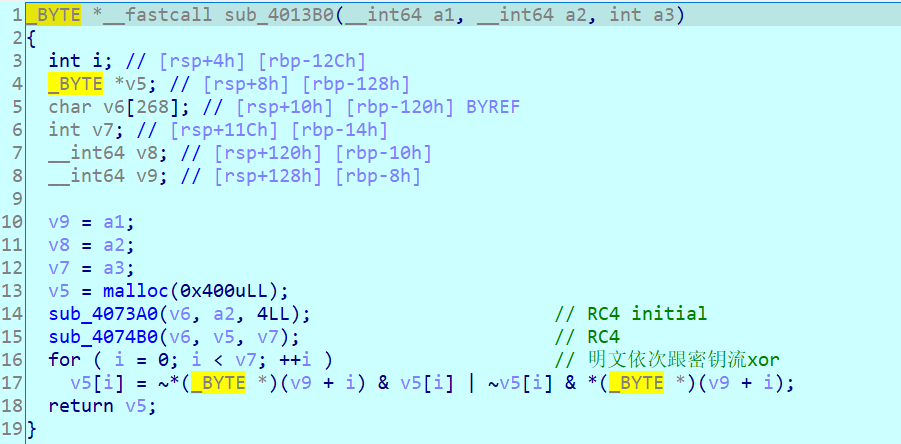 1 _BYTE *__fastcall sub_4013B0(__int64 a1, __int64 a2, int a3)
2 {
3 int i; // [rsp+4h] [rbp-12Ch]
4 _BYTE *v5; // [rsp+8h] [rbp-128h]
5 char v6[268]; // [rsp+10h] [rbp-120h] BYREF
6 int v7; // [rsp+11Ch] [rbp-14h]
7 __int64 v8; // [rsp+120h] [rbp-10h]
8 __int64 v9; // [rsp+128h] [rbp-8h]
9
10 v9 = a1;
11 v8 = a2;
12 v7 = a3;
13 v5 = malloc(0x400uLL);
14 sub_4073A0(v6, a2, 4LL); // RC4 initial
15 sub_4074B0(v6, v5, v7); // RC4
16 for ( i = 0; i < v7; ++i ) // 明文依次跟密钥流xor
17 v5[i] = ~*(_BYTE *)(v9 + i) & v5[i] | ~v5[i] & *(_BYTE *)(v9 + i);
18 return v5;
19 }